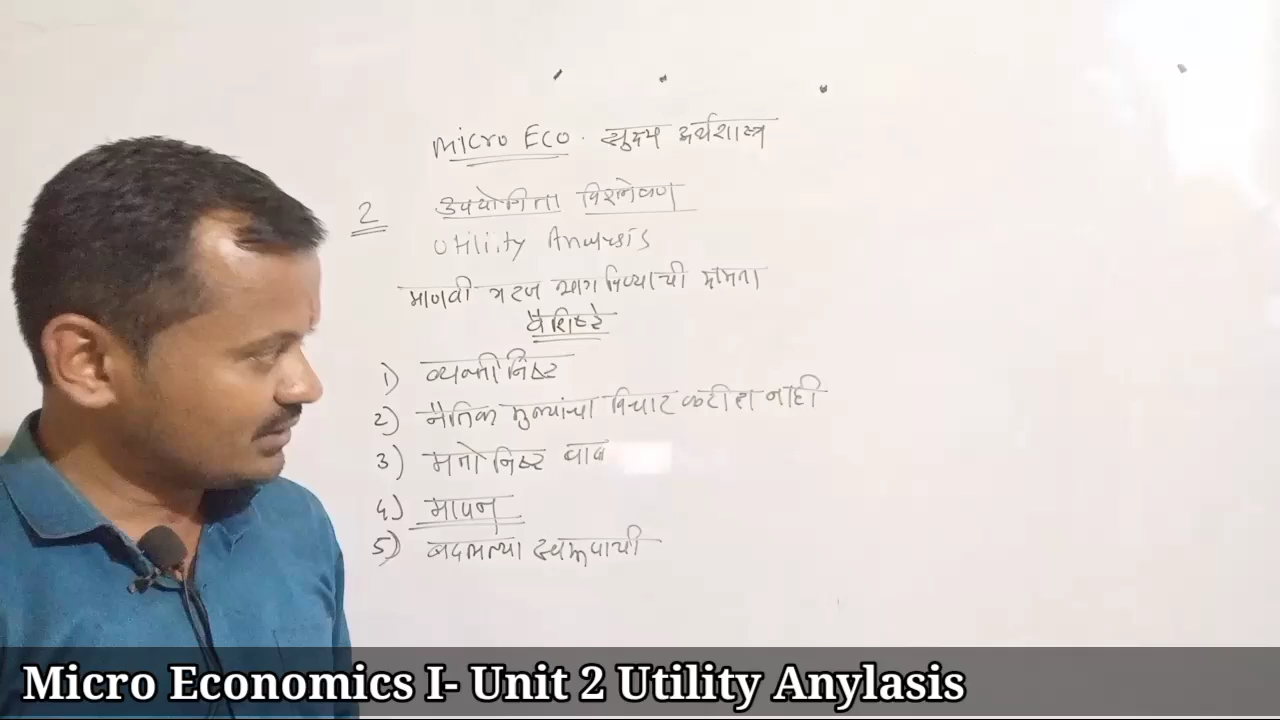 Micro Eco. सुक्ष्म अर्थशास्त्र
2 उपयोगिता विश्लेषण
Utility Analysis
माणवी गरज भागविण्याची क्षमता
वैशिष्टे
1) व्यक्तीनिष्ट
2) नैतिक मुल्यांचा विचार करीत नाही
3) मनोनिष्ट
4) मापन
5) बदलत्या स्वरूपाची
Micro Economics I- Unit 2 Utility Anylasis